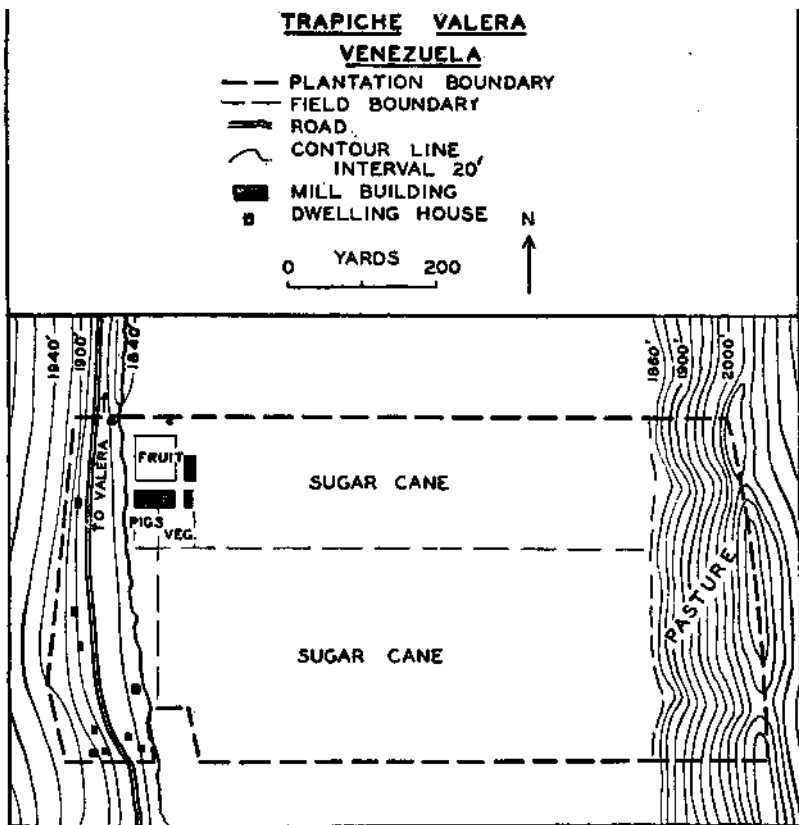 TRAPICHE VALERA
VENEZUELA
PLANTATION BOUNDARY
FIELD BOUNDARY
ROAD
CONTOUR LINE
INTERVAL 20'
MILL BUILDING
DWELLING HOUSE
N
YARDS
0 200
1940'
1900'
1840'
1860'
1900'
2000'
TO VALERA
FRUIT
SUGAR CANE
PIGS
VEG.
PASTURE
SUGAR CANE